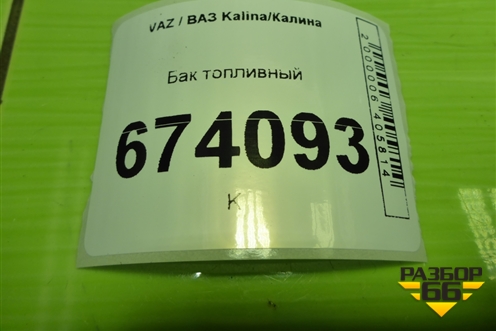 VAZ / ВАЗ Kalina/Калина
Бак топливный
674093
К
2000006405814
РАЗБОР
66